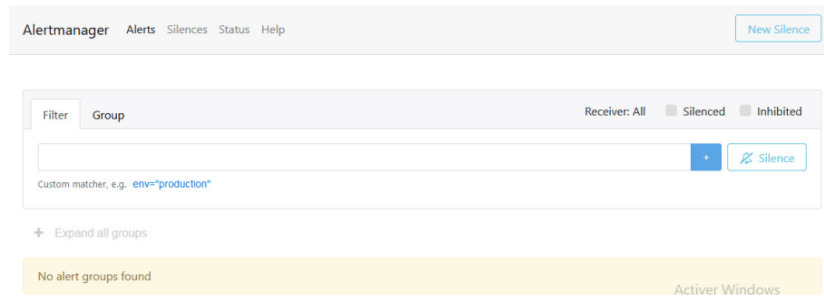 Alertmanager Alerts Silences Status Help New Silence
Filter Group Receiver: All Silenced Inhibited
+ Silence
Custom matcher, e.g. env="production"
+ Expand all groups
No alert groups found
Activer Windows